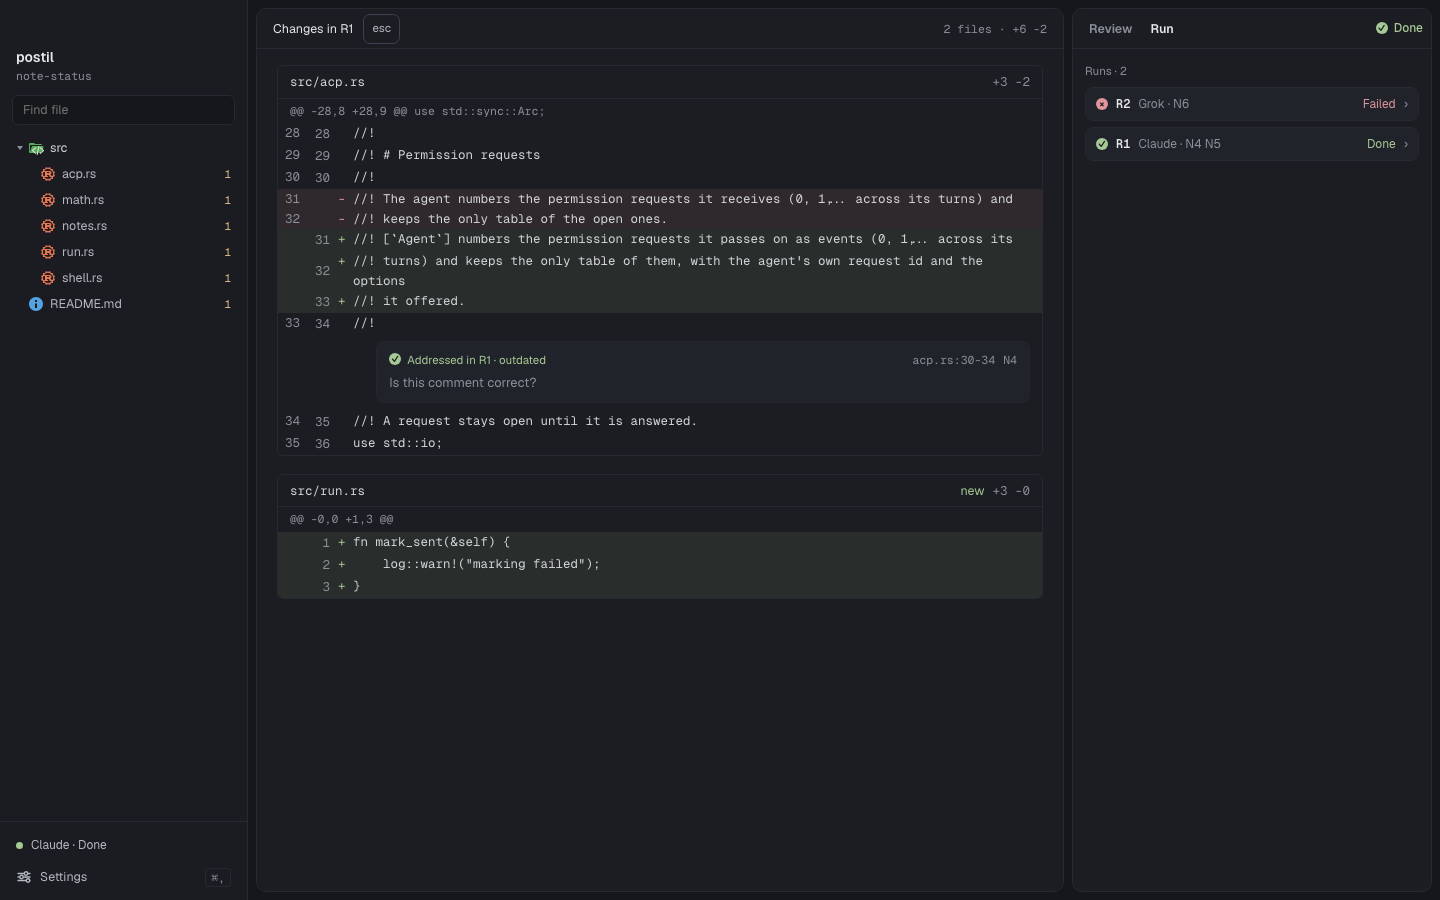 postil
note-status
Find file
src
acp.rs 1
math.rs 1
notes.rs 1
run.rs 1
shell.rs 1
README.md 1
Claude · Done
Settings ⌘,
Changes in R1 esc 2 files · +6 -2
src/acp.rs +3 -2
@@ -28,8 +28,9 @@ use std::sync::Arc;
28 28 //!
29 29 //! # Permission requests
30 30 //!
31 - //! The agent numbers the permission requests it receives (0, 1,.. across its turns) and
32 - //! keeps the only table of the open ones.
31 + //! [`Agent`] numbers the permission requests it passes on as events (0, 1,.. across its
32 + //! turns) and keeps the only table of them, with the agent's own request id and the
options
33 + //! it offered.
33 34 //!
Addressed in R1 · outdated acp.rs:30-34 N4
Is this comment correct?
34 35 //! A request stays open until it is answered.
35 36 use std::io;
src/run.rs new +3 -0
@@ -0,0 +1,3 @@
1 + fn mark_sent(&self) {
2 + log::warn!("marking failed");
3 + }
Review Run Done
Runs · 2
R2 Grok · N6 Failed ›
R1 Claude · N4 N5 Done ›